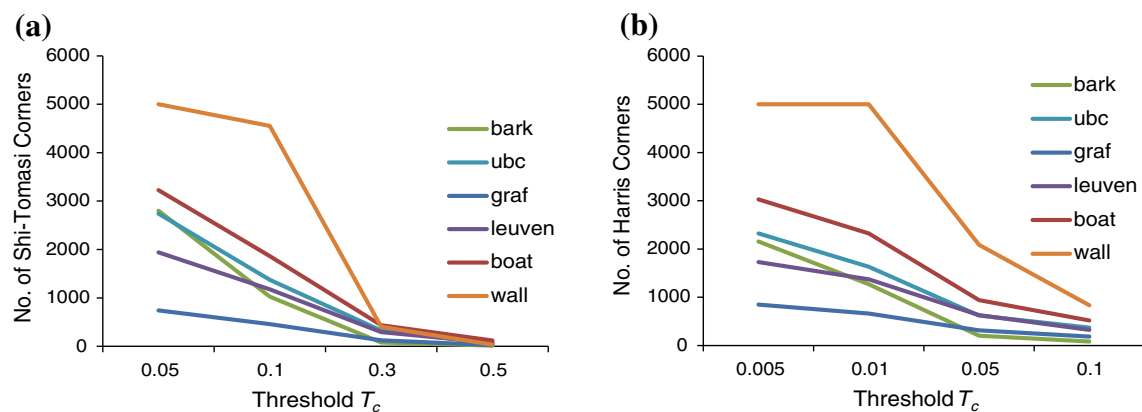 (a)
No. of Shi-Tomasi Corners
6000
5000
4000
3000
2000
1000
0
0.05 0.1 0.3 0.5
Threshold Tc
bark
ubc
graf
leuven
boat
wall
(b)
No. of Harris Corners
6000
5000
4000
3000
2000
1000
0
0.005 0.01 0.05 0.1
Threshold Tc
bark
ubc
graf
leuven
boat
wall